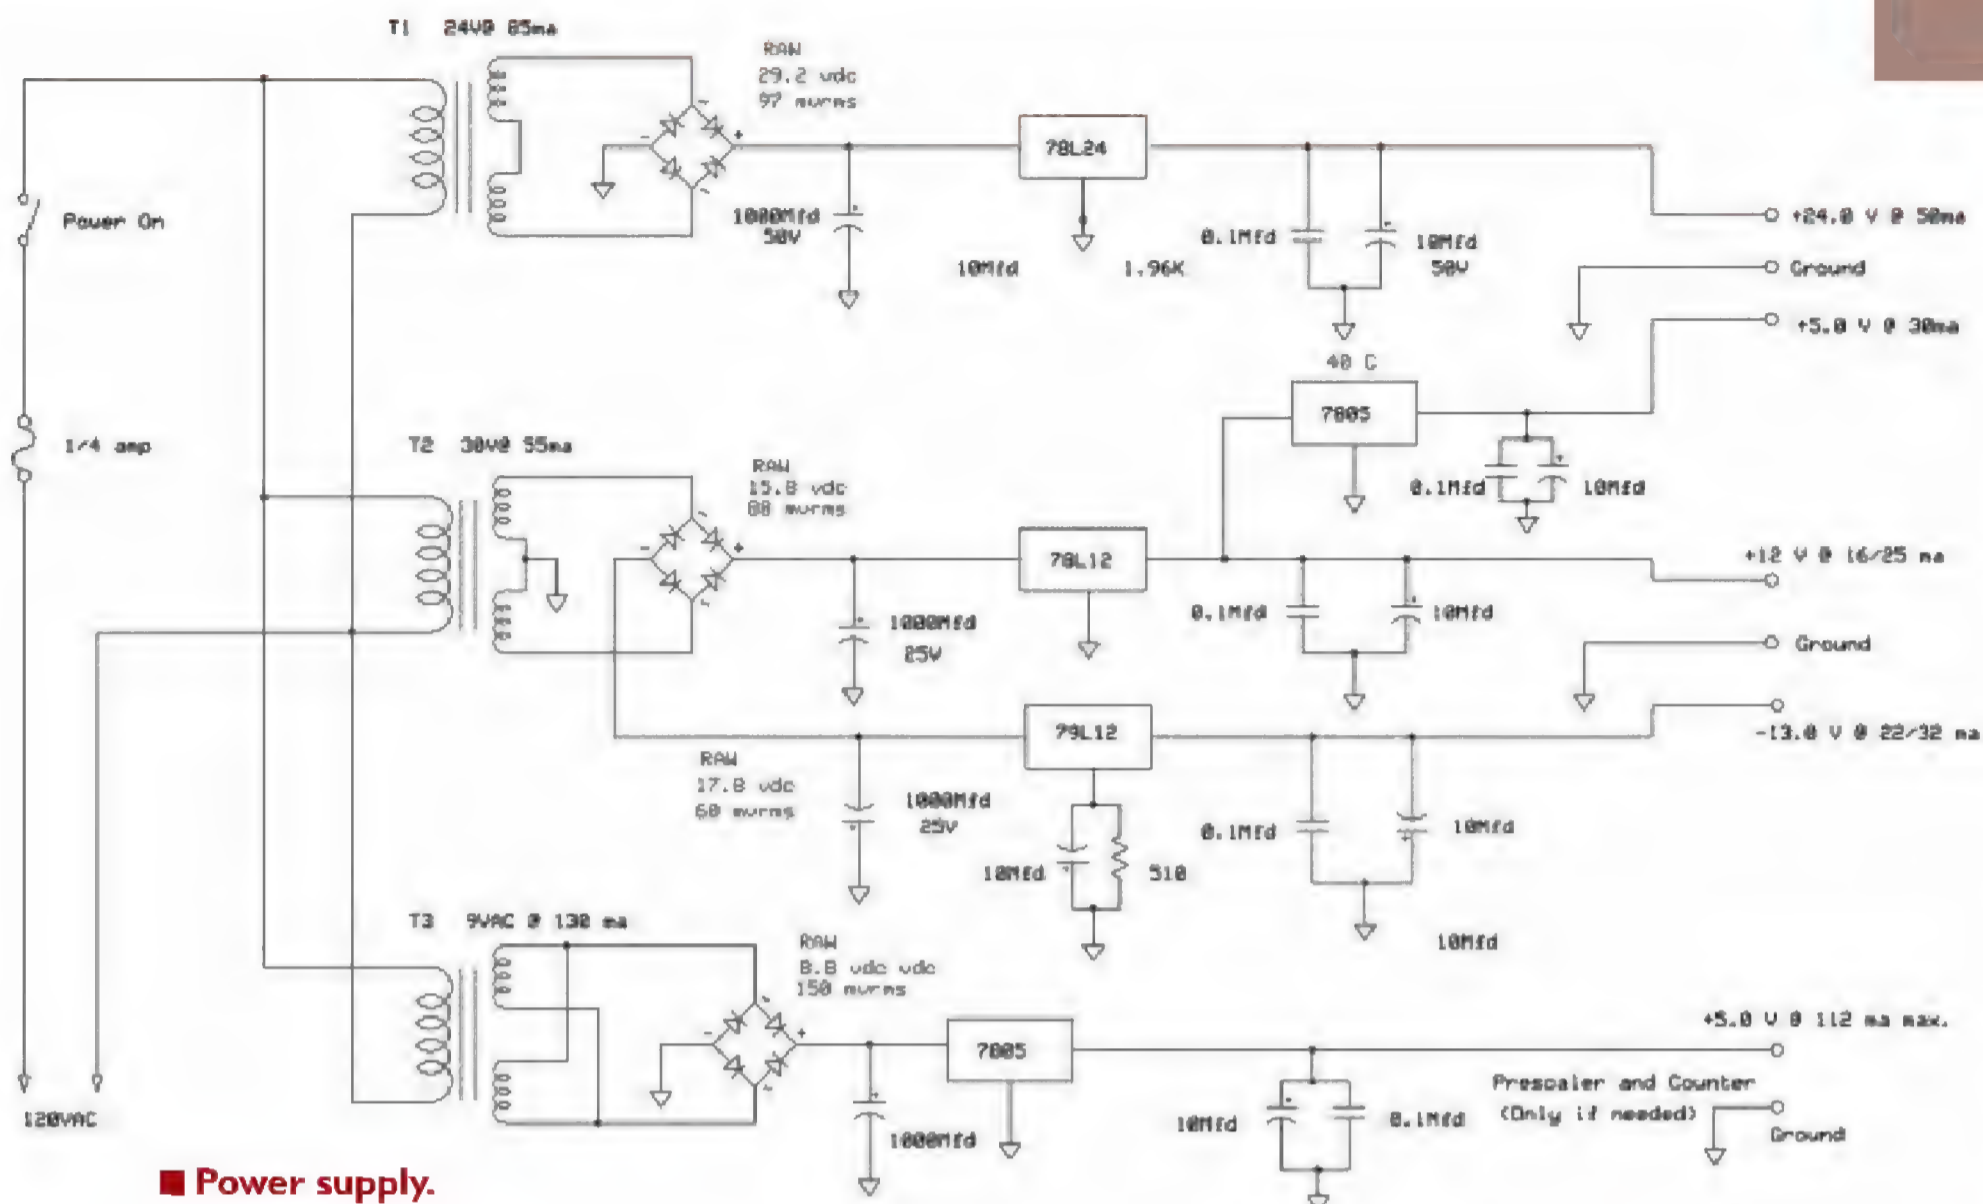 T1 24V@ 85ma
RAW
29.2 vdc
97 mvrms
78L24
Power On
1000Mfd
50V
10Mfd
1.96K
0.1Mfd
10Mfd
50V
+24.0 V @ 50ma
Ground
+5.0 V @ 30ma
40 C
7805
1/4 amp
T2 30V@ 55ma
RAW
15.8 vdc
88 mvrms
0.1Mfd
10Mfd
78L12
+12 V @ 16/25 ma
1000Mfd
25V
0.1Mfd
10Mfd
Ground
79L12
-13.0 V @ 22/32 ma
RAW
17.8 vdc
60 mvrms
1000Mfd
25V
10Mfd
510
0.1Mfd
10Mfd
T3 9VAC @ 130 ma
RAW
8.8 vdc vdc
150 mvrms
10Mfd
7805
+5.0 V @ 112 ma max.
Prescaler and Counter
(Only if needed)
Ground
120VAC
1000Mfd
10Mfd
0.1Mfd
Power supply.